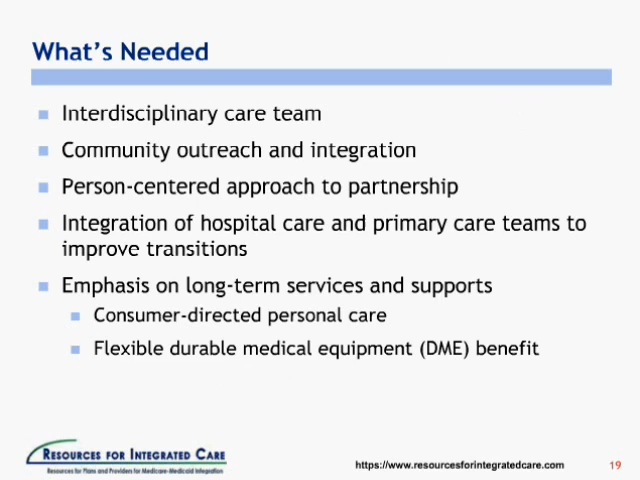 What's Needed
Interdisciplinary care team
Community outreach and integration
Person-centered approach to partnership
Integration of hospital care and primary care teams to
improve transitions
Emphasis on long-term services and supports
Consumer-directed personal care
Flexible durable medical equipment (DME) benefit
RESOURCES FOR INTEGRATED CARE
Resources for Plans and Providers for Medicare-Medicaid Integration
https://www.resourcesforintegratedcare.com
19